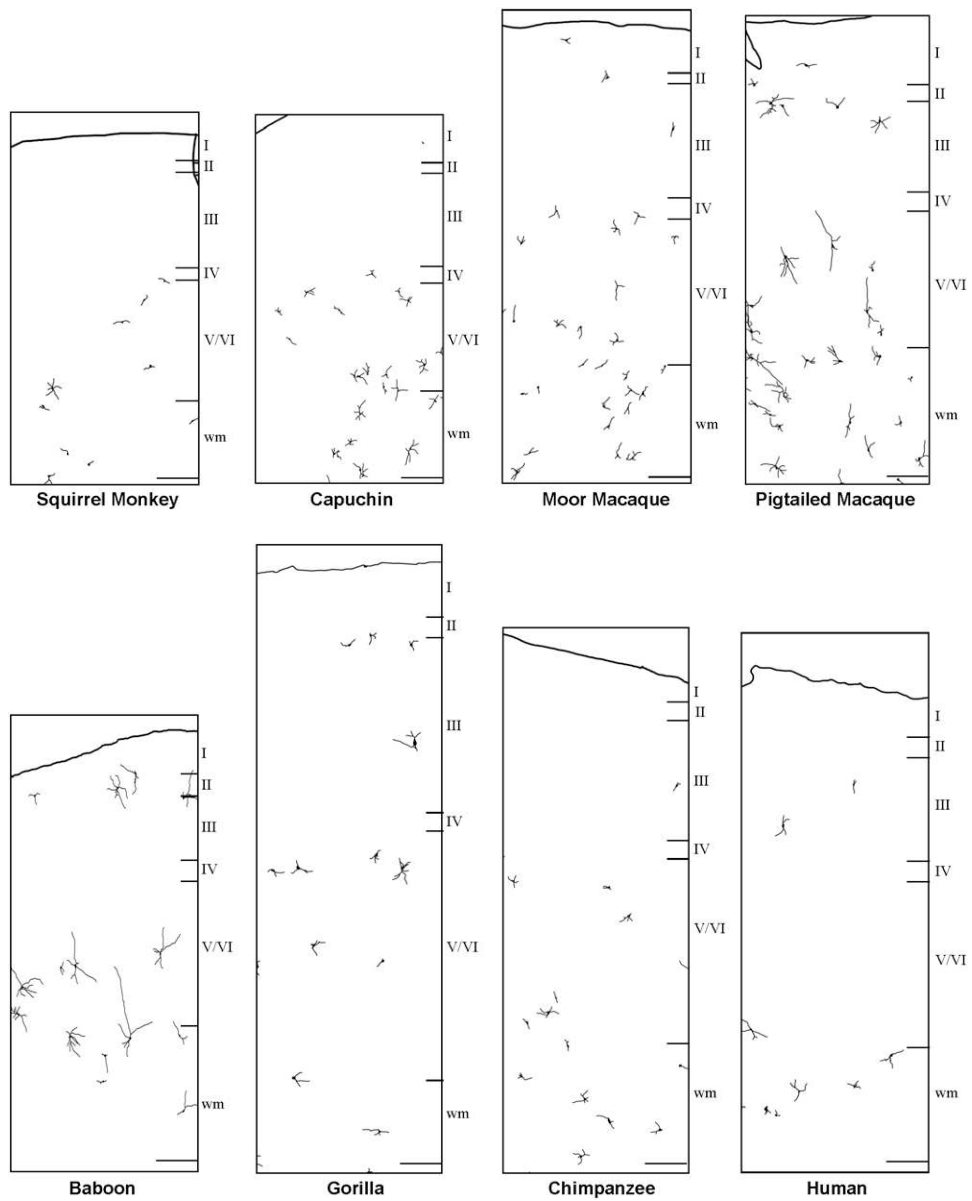 I
II
III
IV
V/VI
wm
Squirrel Monkey
I
II
III
IV
V/VI
wm
Capuchin
I
II
III
IV
V/VI
wm
Moor Macaque
I
II
III
IV
V/VI
wm
Pigtailed Macaque
I
II
III
IV
V/VI
wm
Baboon
I
II
III
IV
V/VI
wm
Gorilla
I
II
III
IV
V/VI
wm
Chimpanzee
I
II
III
IV
V/VI
wm
Human